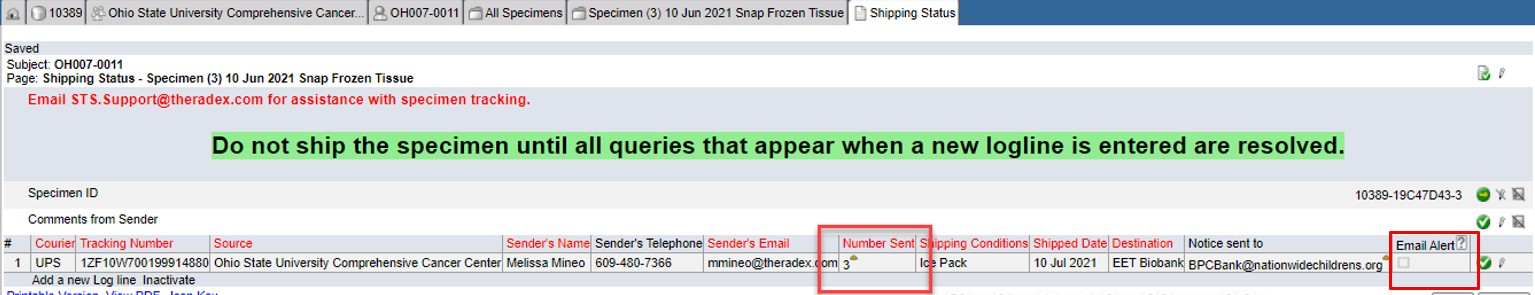 10389 Ohio State University Comprehensive Cancer... OH007-0011 All Specimens Specimen (3) 10 Jun 2021 Snap Frozen Tissue Shipping Status
Saved
Subject: OH007-0011
Page: Shipping Status - Specimen (3) 10 Jun 2021 Snap Frozen Tissue
Email STS.Support@theradex.com for assistance with specimen tracking.
Do not ship the specimen until all queries that appear when a new logline is entered are resolved.
Specimen ID 10389-19C47D43-3
Comments from Sender
# Courier Tracking Number Source Sender's Name Sender's Telephone Sender's Email Number Sent Shipping Conditions Shipped Date Destination Notice sent to Email Alert ?
1 UPS 1ZF10W700199914880 Ohio State University Comprehensive Cancer Center Melissa Mineo 609-480-7366 mmineo@theradex.com 3 Ice Pack 10 Jul 2021 EET Biobank BPCBank@nationwidechildrens.org
Add a new Log line Inactivate
Printable Version View PDF Icon Key